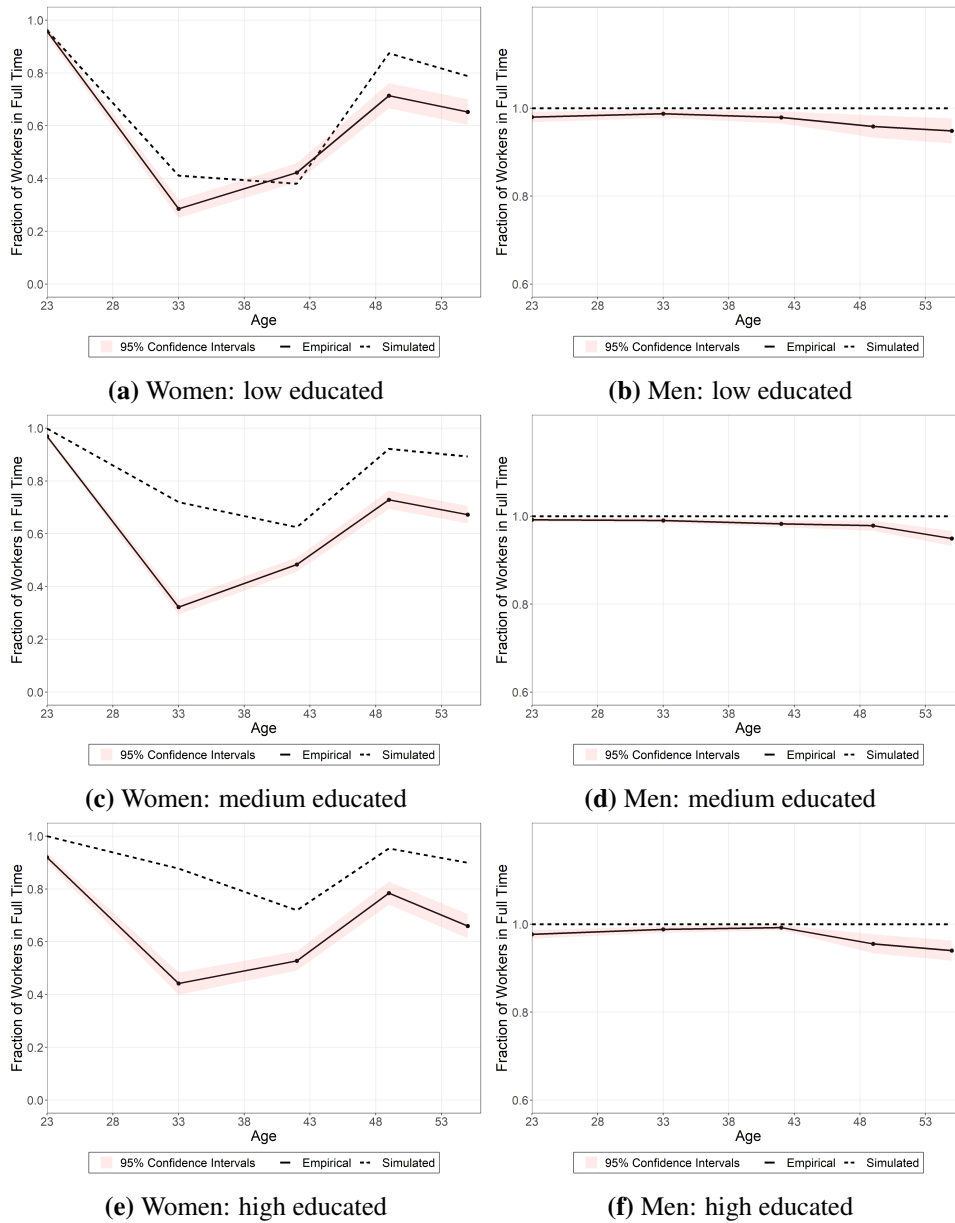 1.0
0.8
0.6
0.4
0.2
0.0
Fraction of Workers in Full Time
23 28 33 38 43 48 53
Age
95% Confidence Intervals Empirical Simulated
(a) Women: low educated
1.0
0.8
0.6
Fraction of Workers in Full Time
23 28 33 38 43 48 53
Age
95% Confidence Intervals Empirical Simulated
(b) Men: low educated
1.0
0.8
0.6
0.4
0.2
0.0
Fraction of Workers in Full Time
23 28 33 38 43 48 53
Age
95% Confidence Intervals Empirical Simulated
(c) Women: medium educated
1.0
0.8
0.6
Fraction of Workers in Full Time
23 28 33 38 43 48 53
Age
95% Confidence Intervals Empirical Simulated
(d) Men: medium educated
1.0
0.8
0.6
0.4
0.2
0.0
Fraction of Workers in Full Time
23 28 33 38 43 48 53
Age
95% Confidence Intervals Empirical Simulated
(e) Women: high educated
1.0
0.8
0.6
Fraction of Workers in Full Time
23 28 33 38 43 48 53
Age
95% Confidence Intervals Empirical Simulated
(f) Men: high educated